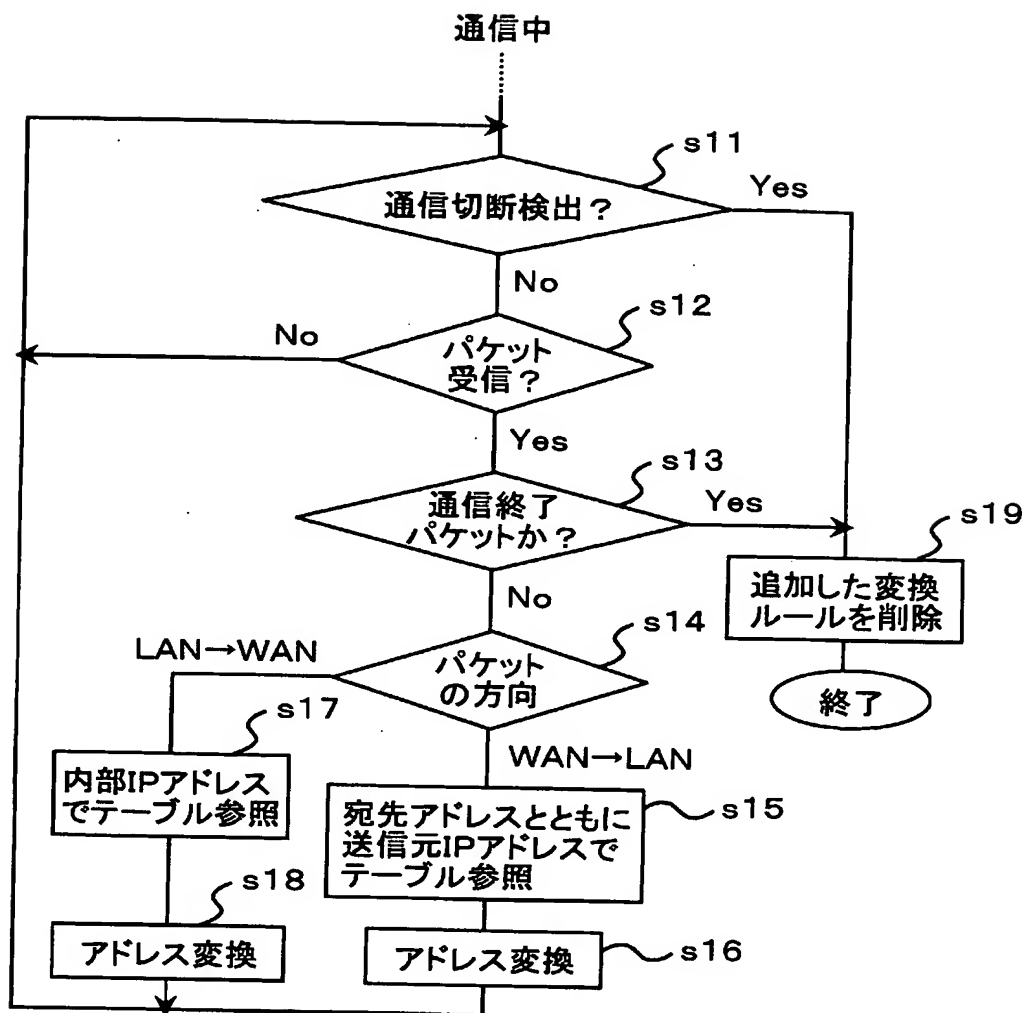 通信中
s11
通信切断検出？
Yes
No
s12
パケット
受信？
No
Yes
s13
通信終了
パケットか？
Yes
s19
追加した変換
ルールを削除
No
s14
LAN→WAN
パケット
の方向
終了
s17
WAN→LAN
内部IPアドレス
でテーブル参照
s15
宛先アドレスとともに
送信元IPアドレスで
テーブル参照
s18
アドレス変換
s16
アドレス変換